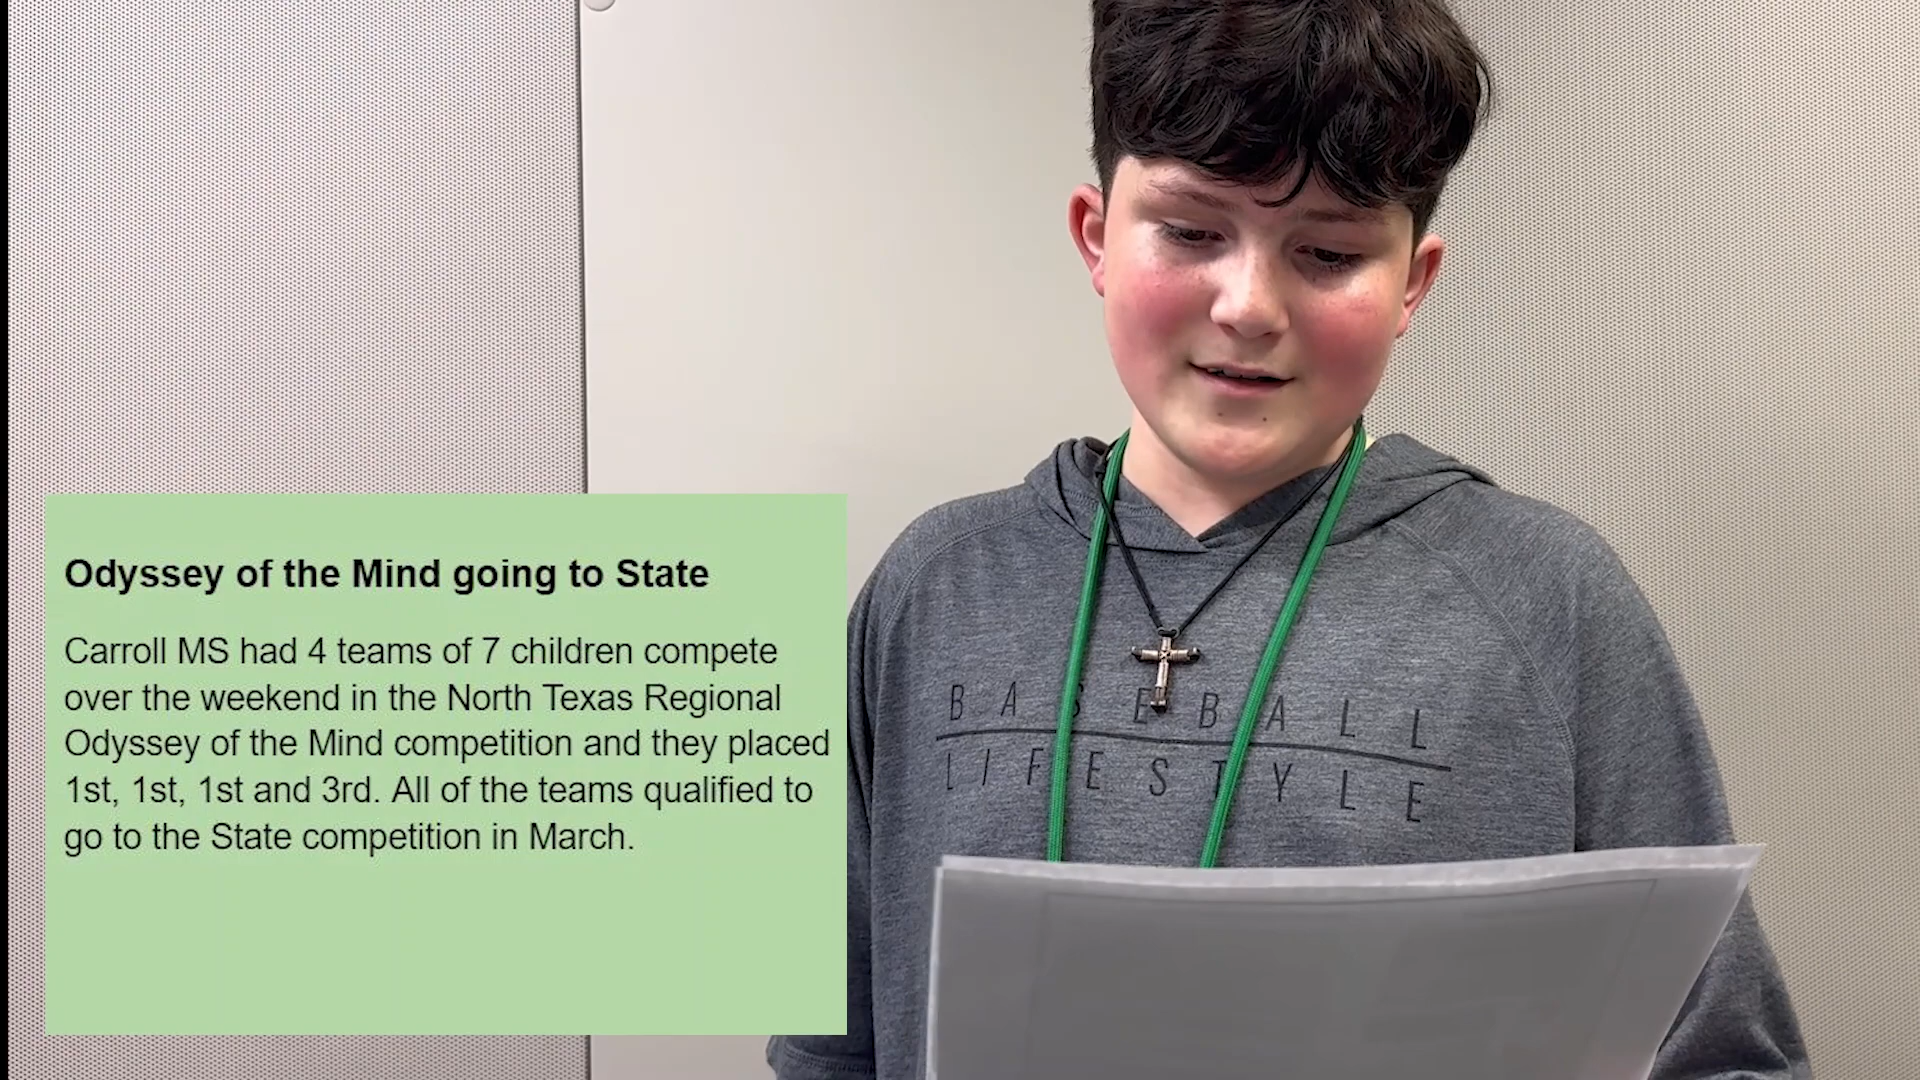 Odyssey of the Mind going to State
Carroll MS had 4 teams of 7 children compete
over the weekend in the North Texas Regional
Odyssey of the Mind competition and they placed
1st, 1st, 1st and 3rd. All of the teams qualified to
go to the State competition in March.
BASEBALL
LIFESTYLE